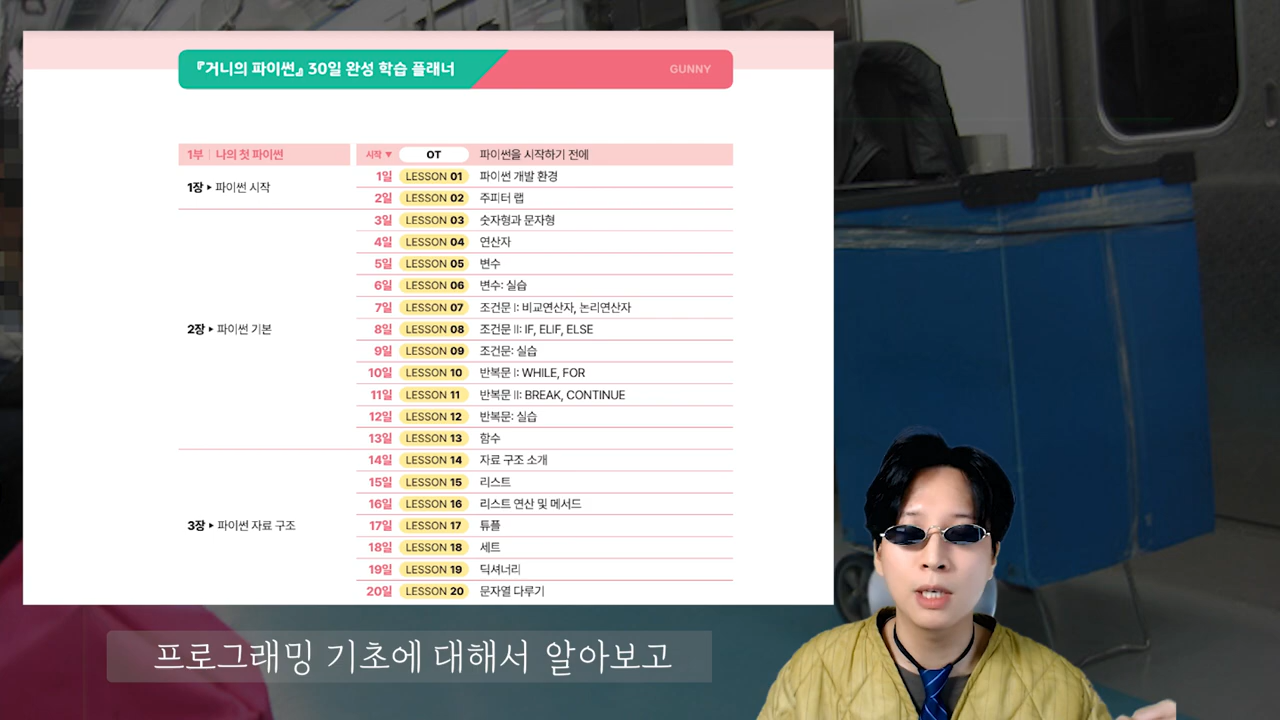 『거니의 파이썬』 30일 완성 학습 플래너 GUNNY
1부 | 나의 첫 파이썬 시작 ▼ OT 파이썬을 시작하기 전에
1장 ▸ 파이썬 시작
1일 LESSON 01 파이썬 개발 환경
2일 LESSON 02 주피터 랩
2장 ▸ 파이썬 기본
3일 LESSON 03 숫자형과 문자형
4일 LESSON 04 연산자
5일 LESSON 05 변수
6일 LESSON 06 변수: 실습
7일 LESSON 07 조건문 I: 비교연산자, 논리연산자
8일 LESSON 08 조건문 II: IF, ELIF, ELSE
9일 LESSON 09 조건문: 실습
10일 LESSON 10 반복문 I: WHILE, FOR
11일 LESSON 11 반복문 II: BREAK, CONTINUE
12일 LESSON 12 반복문: 실습
13일 LESSON 13 함수
3장 ▸ 파이썬 자료 구조
14일 LESSON 14 자료 구조 소개
15일 LESSON 15 리스트
16일 LESSON 16 리스트 연산 및 메서드
17일 LESSON 17 튜플
18일 LESSON 18 세트
19일 LESSON 19 딕셔너리
20일 LESSON 20 문자열 다루기
프로그래밍 기초에 대해서 알아보고